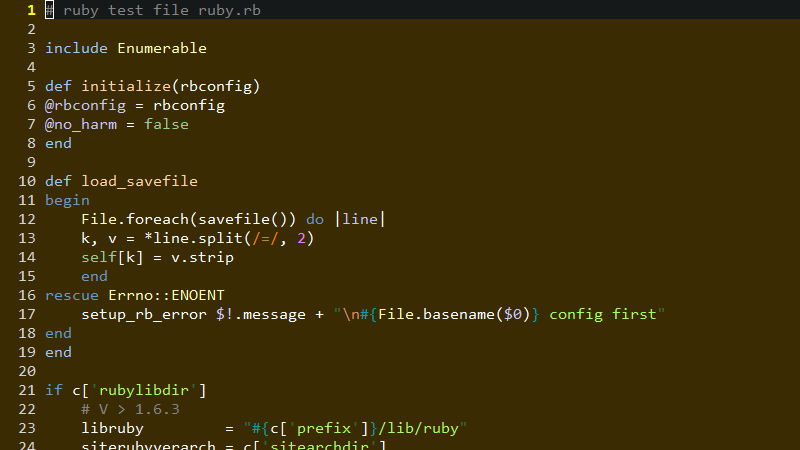 1 # ruby test file ruby.rb
2
3 include Enumerable
4
5 def initialize(rbconfig)
6 @rbconfig = rbconfig
7 @no_harm = false
8 end
9
10 def load_savefile
11 begin
12     File.foreach(savefile()) do |line|
13     k, v = *line.split(/=/, 2)
14     self[k] = v.strip
15     end
16 rescue Errno::ENOENT
17     setup_rb_error $!.message + "\n#{File.basename($0)} config first"
18 end
19 end
20
21 if c['rubylibdir']
22     # V > 1.6.3
23     libruby         = "#{c['prefix']}/lib/ruby"
24     siterubyverarch = c['sitearchdir']